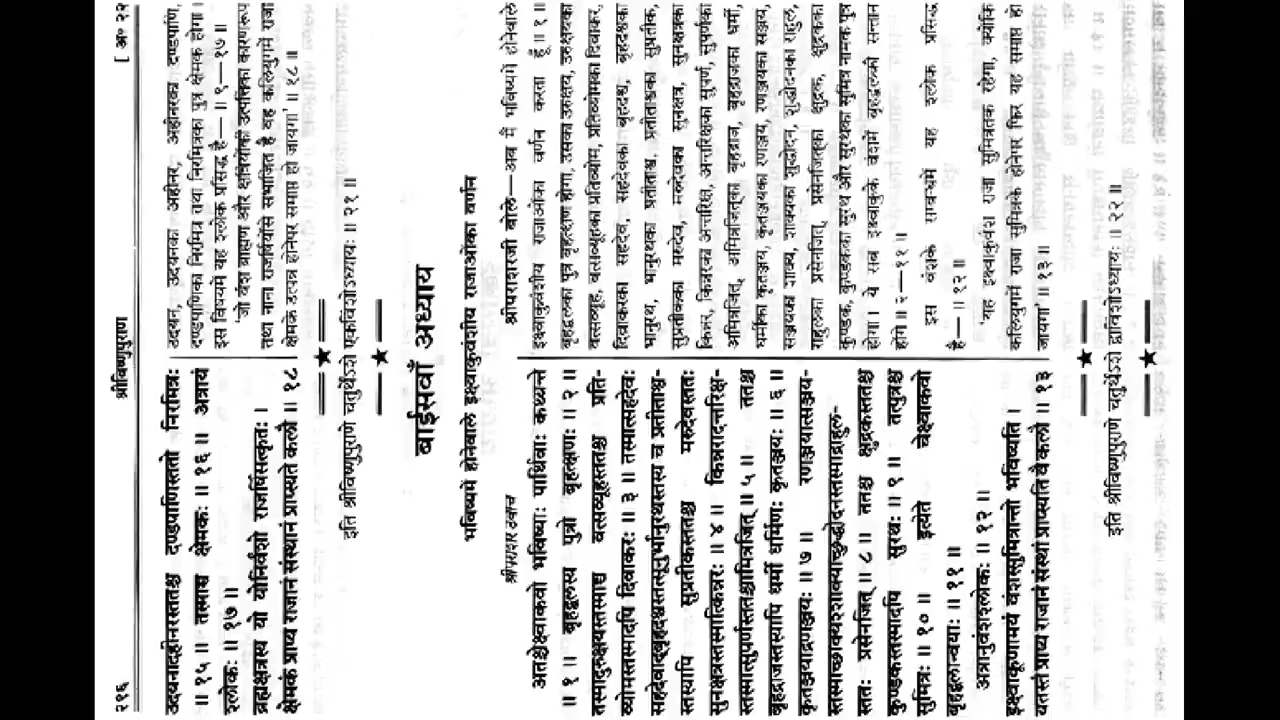 २९६
श्रीविष्णुपुराण
[ अ० २२
उदयनादहीनरस्ततश्च दण्डपाणिस्ततो निरमित्रः
॥ १५ ॥ तस्माच्च क्षेमकः ॥ १६ ॥ अत्रायं
श्लोकः ॥ १७ ॥
ब्रह्मक्षत्रस्य यो योनिर्वंशो राजर्षिसत्कृतः ।
क्षेमकं प्राप्य राजानं संस्थानं प्राप्स्यते कलौ ॥ १८
उदयन, उदयनका अहीनर, अहीनरका दण्डपाणि,
दण्डपाणिका निरमित्र तथा निरमित्रका पुत्र क्षेमक होगा ।
इस विषयमें यह श्लोक प्रसिद्ध है— ॥ ९—१७ ॥
'जो वंश ब्राह्मण और क्षत्रियोंकी उत्पत्तिका कारणरूप
तथा नाना राजर्षियोंसे सभाजित है वह कलियुगमें राजा
क्षेमके उत्पन्न होनेपर समाप्त हो जायगा' ॥ १८ ॥
इति श्रीविष्णुपुराणे चतुर्थेंऽशे एकविंशोऽध्यायः ॥ २१ ॥
बाईसवाँ अध्याय
भविष्यमें होनेवाले इक्ष्वाकुवंशीय राजाओंका वर्णन
श्रीपराशर उवाच
अतश्चेक्ष्वाकवो भविष्याः पार्थिवाः कथ्यन्ते
॥ १ ॥ बृहद्बलस्य पुत्रो बृहत्क्षणः ॥ २ ॥
तस्मादुरुक्षयस्तस्माच्च वत्सव्यूहस्ततश्च प्रति-
व्योमस्तस्मादपि दिवाकरः ॥ ३ ॥ तस्मात्सहदेवः
सहदेवाद्बृहदश्वस्तत्सूनुर्भानुरथस्तस्य च प्रतीताश्व-
स्तस्यापि सुप्रतीकस्ततश्च मरुदेवस्ततः
सुनक्षत्रस्तस्मात्किन्नरः ॥ ४ ॥ किन्नरादन्तरिक्ष-
स्तस्मात्सुपर्णस्ततश्चामित्रजित् ॥ ५ ॥ ततश्च
बृहद्राजस्तस्यापि धर्मी धर्मिणः कृतञ्जयः ॥ ६ ॥
कृतञ्जयाद्रणञ्जयः ॥ ७ ॥ रणञ्जयात्सञ्जय-
स्तस्माच्छाक्यश्शाक्याच्छुद्धोदनस्तस्माद्राहुल-
स्ततः प्रसेनजित् ॥ ८ ॥ ततश्च क्षुद्रकस्ततश्च
कुण्डकस्तस्मादपि सुरथः ॥ ९ ॥ तत्पुत्रश्च
सुमित्रः ॥ १० ॥ इत्येते चेक्ष्वाकवो
बृहद्बलान्वयाः ॥ ११ ॥
अत्रानुवंशश्लोकः ॥ १२ ॥
इक्ष्वाकूणामयं वंशस्सुमित्रान्तो भविष्यति ।
यतस्तं प्राप्य राजानं संस्थां प्राप्स्यति वै कलौ ॥ १३
श्रीपराशरजी बोले—अब मैं भविष्यमें होनेवाले
इक्ष्वाकुवंशीय राजाओंका वर्णन करता हूँ ॥ १ ॥
बृहद्बलका पुत्र बृहत्क्षण होगा, उसका उरुक्षय, उरुक्षयका
वत्सव्यूह, वत्सव्यूहका प्रतिव्योम, प्रतिव्योमका दिवाकर,
दिवाकरका सहदेव, सहदेवका बृहदश्व, बृहदश्वका
भानुरथ, भानुरथका प्रतीताश्व, प्रतीताश्वका सुप्रतीक,
सुप्रतीकका मरुदेव, मरुदेवका सुनक्षत्र, सुनक्षत्रका
किन्नर, किन्नरका अन्तरिक्ष, अन्तरिक्षका सुपर्ण, सुपर्णका
अमित्रजित्, अमित्रजित्का बृहद्राज, बृहद्राजका धर्मी,
धर्मीका कृतञ्जय, कृतञ्जयका रणञ्जय, रणञ्जयका सञ्जय,
सञ्जयका शाक्य, शाक्यका शुद्धोदन, शुद्धोदनका राहुल,
राहुलका प्रसेनजित्, प्रसेनजित्का क्षुद्रक, क्षुद्रकका
कुण्डक, कुण्डकका सुरथ और सुरथका सुमित्र नामक पुत्र
होगा । ये सब इक्ष्वाकुके वंशमें बृहद्बलकी सन्तान
होंगे ॥ २—११ ॥
इस वंशके सम्बन्धमें यह श्लोक प्रसिद्ध
है— ॥ १२ ॥
'यह इक्ष्वाकुवंश राजा सुमित्रतक रहेगा, क्योंकि
कलियुगमें राजा सुमित्रके होनेपर फिर यह समाप्त हो
जायगा' ॥ १३ ॥
इति श्रीविष्णुपुराणे चतुर्थेंऽशे द्वाविंशोऽध्यायः ॥ २२ ॥